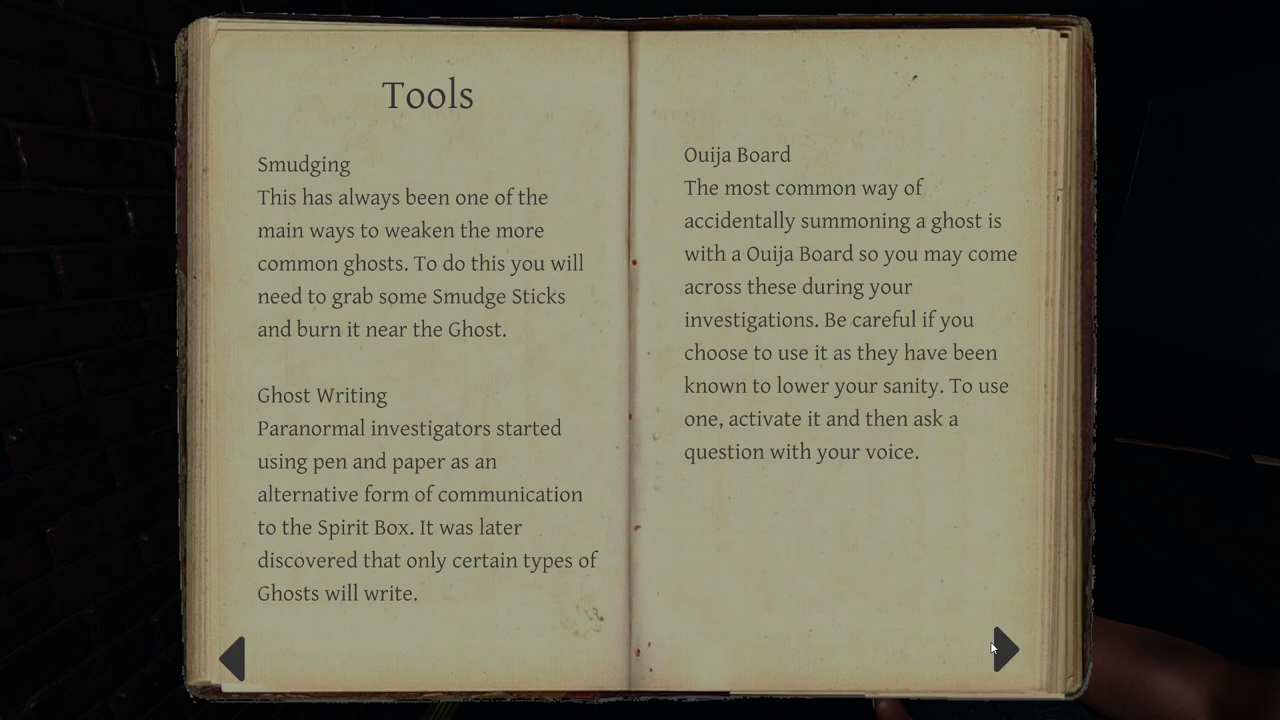 Tools
Smudging
This has always been one of the
main ways to weaken the more
common ghosts. To do this you will
need to grab some Smudge Sticks
and burn it near the Ghost.
Ghost Writing
Paranormal investigators started
using pen and paper as an
alternative form of communication
to the Spirit Box. It was later
discovered that only certain types of
Ghosts will write.
Ouija Board
The most common way of
accidentally summoning a ghost is
with a Ouija Board so you may come
across these during your
investigations. Be careful if you
choose to use it as they have been
known to lower your sanity. To use
one, activate it and then ask a
question with your voice.